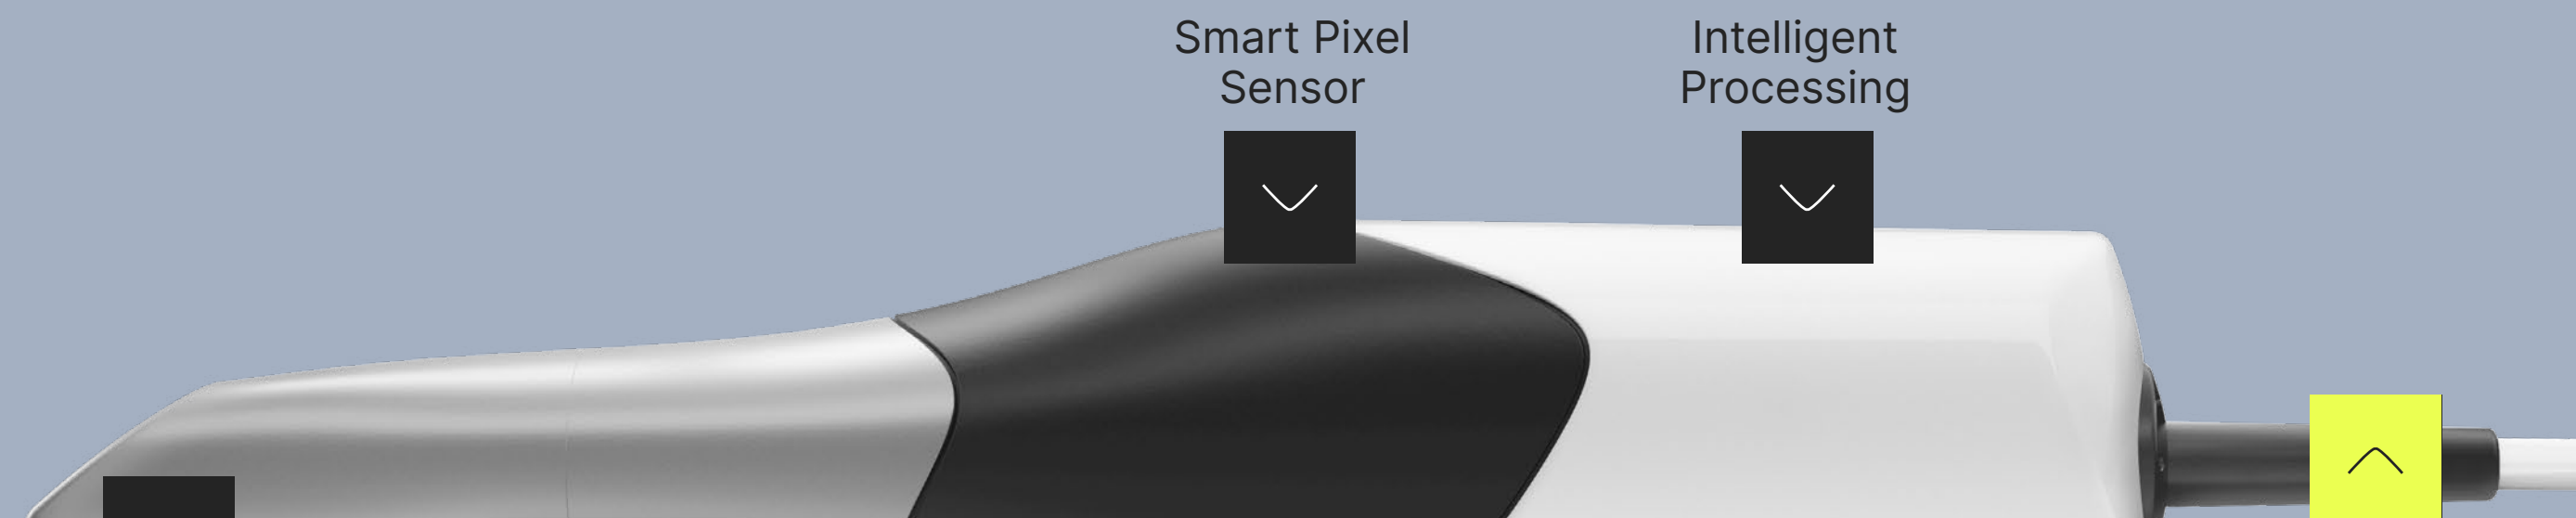 Smart Pixel
Sensor
Intelligent
Processing